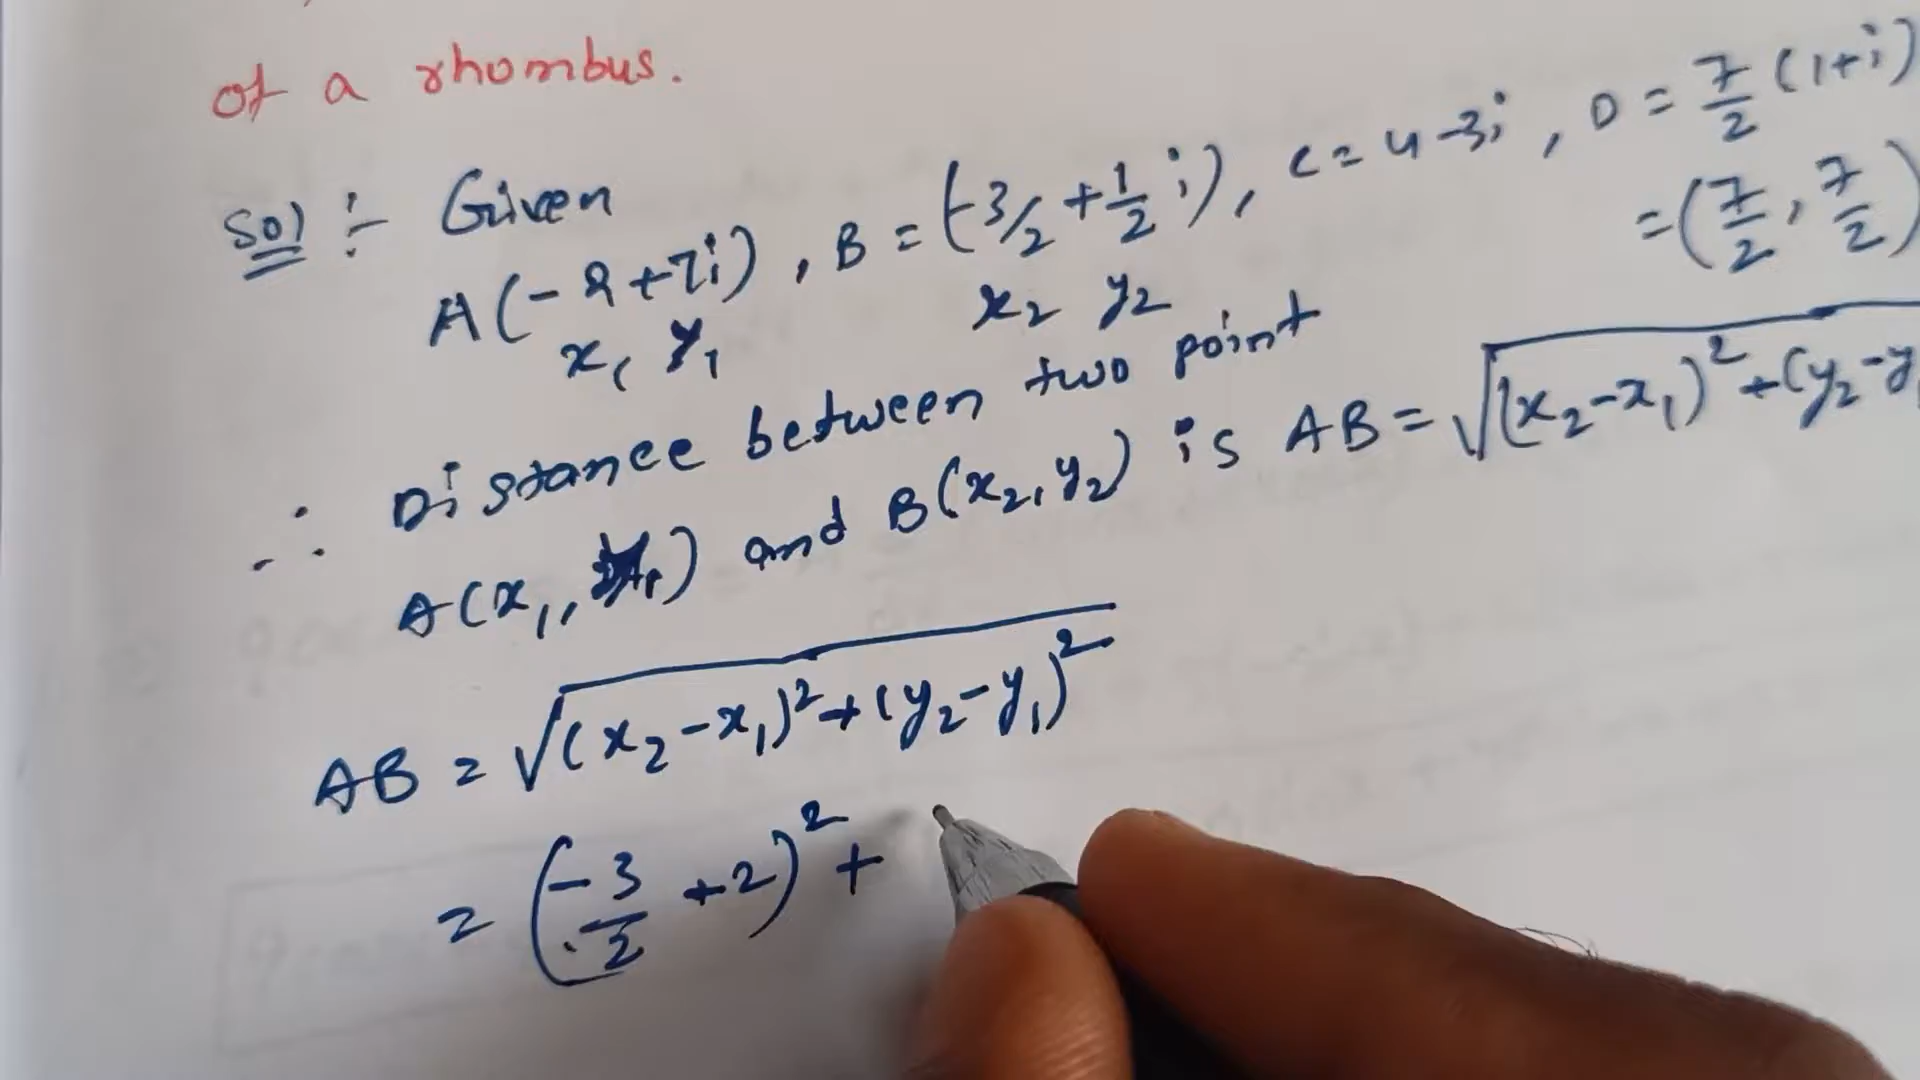 of a rhombus.
Sol :- Given
A(-2+7i), B = (-3/2 + 1/2 i), C = 4-3i, D = 7/2 (1+i)
= (7/2, 7/2)
x₁ y₁ x₂ y₂
∴ Distance between two point
A(x₁, y₁) and B(x₂, y₂) is AB = √(x₂-x₁)² + (y₂-y
AB = √(x₂-x₁)² + (y₂-y₁)²
= (-3/2 + 2)² +